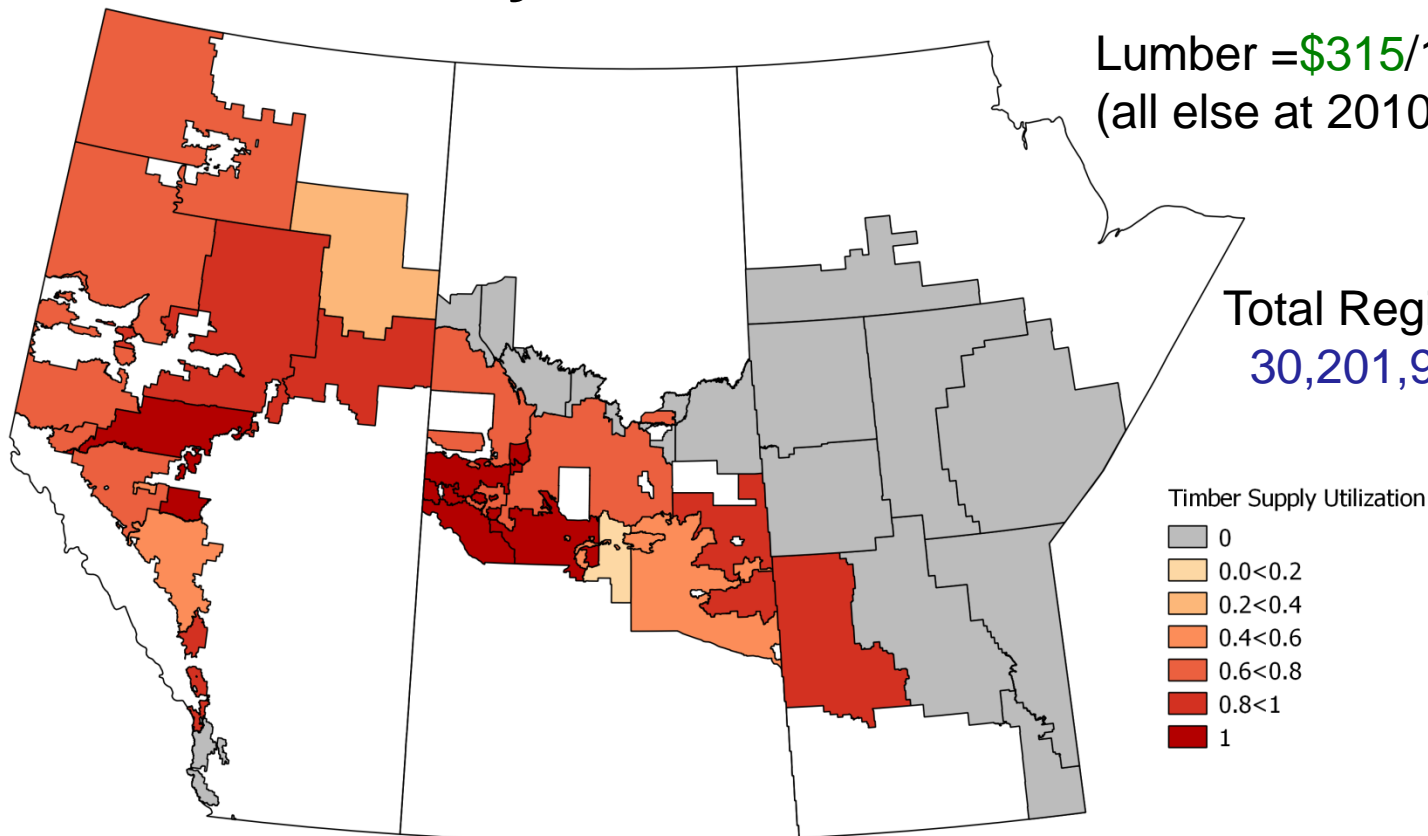 Lumber =$315/
(all else at 2010
Total Reg
30,201,9
Timber Supply Utilization
0
0.0<0.2
0.2<0.4
0.4<0.6
0.6<0.8
0.8<1
1